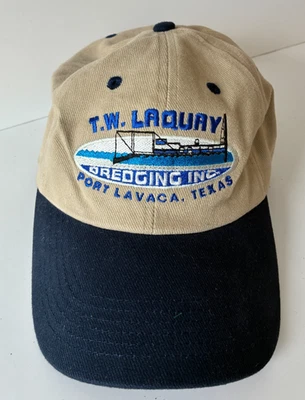 T.W. LAQUAY
DREDGING INC.
PORT LAVACA, TEXAS